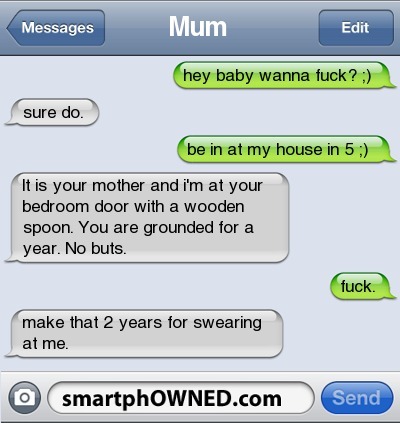 Messages
Mum
Edit
hey baby wanna fuck? ;)
sure do.
be in at my house in 5 ;)
It is your mother and i'm at your
bedroom door with a wooden
spoon. You are grounded for a
year. No buts.
fuck.
make that 2 years for swearing
at me.
smartphOWNED.com
Send